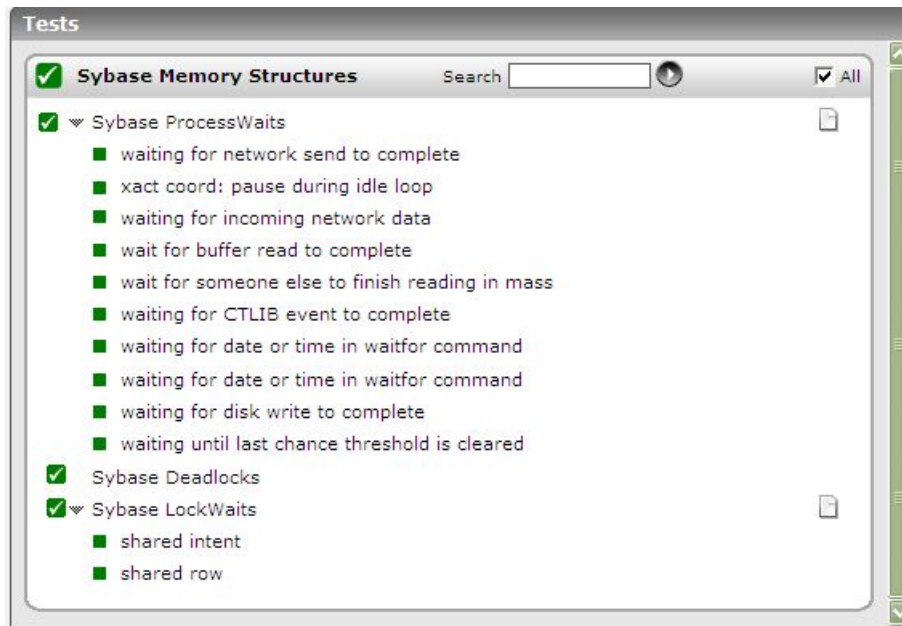 Tests
Sybase Memory Structures Search All
Sybase ProcessWaits
waiting for network send to complete
xact coord: pause during idle loop
waiting for incoming network data
wait for buffer read to complete
wait for someone else to finish reading in mass
waiting for CTLIB event to complete
waiting for date or time in waitfor command
waiting for date or time in waitfor command
waiting for disk write to complete
waiting until last chance threshold is cleared
Sybase Deadlocks
Sybase LockWaits
shared intent
shared row